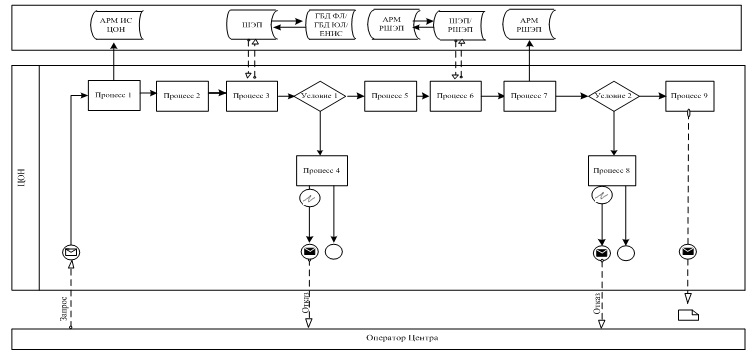 АРМ ИС
ЦОН
ШЭП
ГБД ФЛ/
ГБД ЮЛ/
ЕНИС
АРМ
РШЭП
ШЭП/
РШЭП
АРМ
РШЭП
ЦОН
Процесс 1
Процесс 2
Процесс 3
Условие 1
Процесс 5
Процесс 6
Процесс 7
Условие 2
Процесс 9
Процесс 4
Процесс 8
Запрос
Отказ
Отказ
Оператор Центра